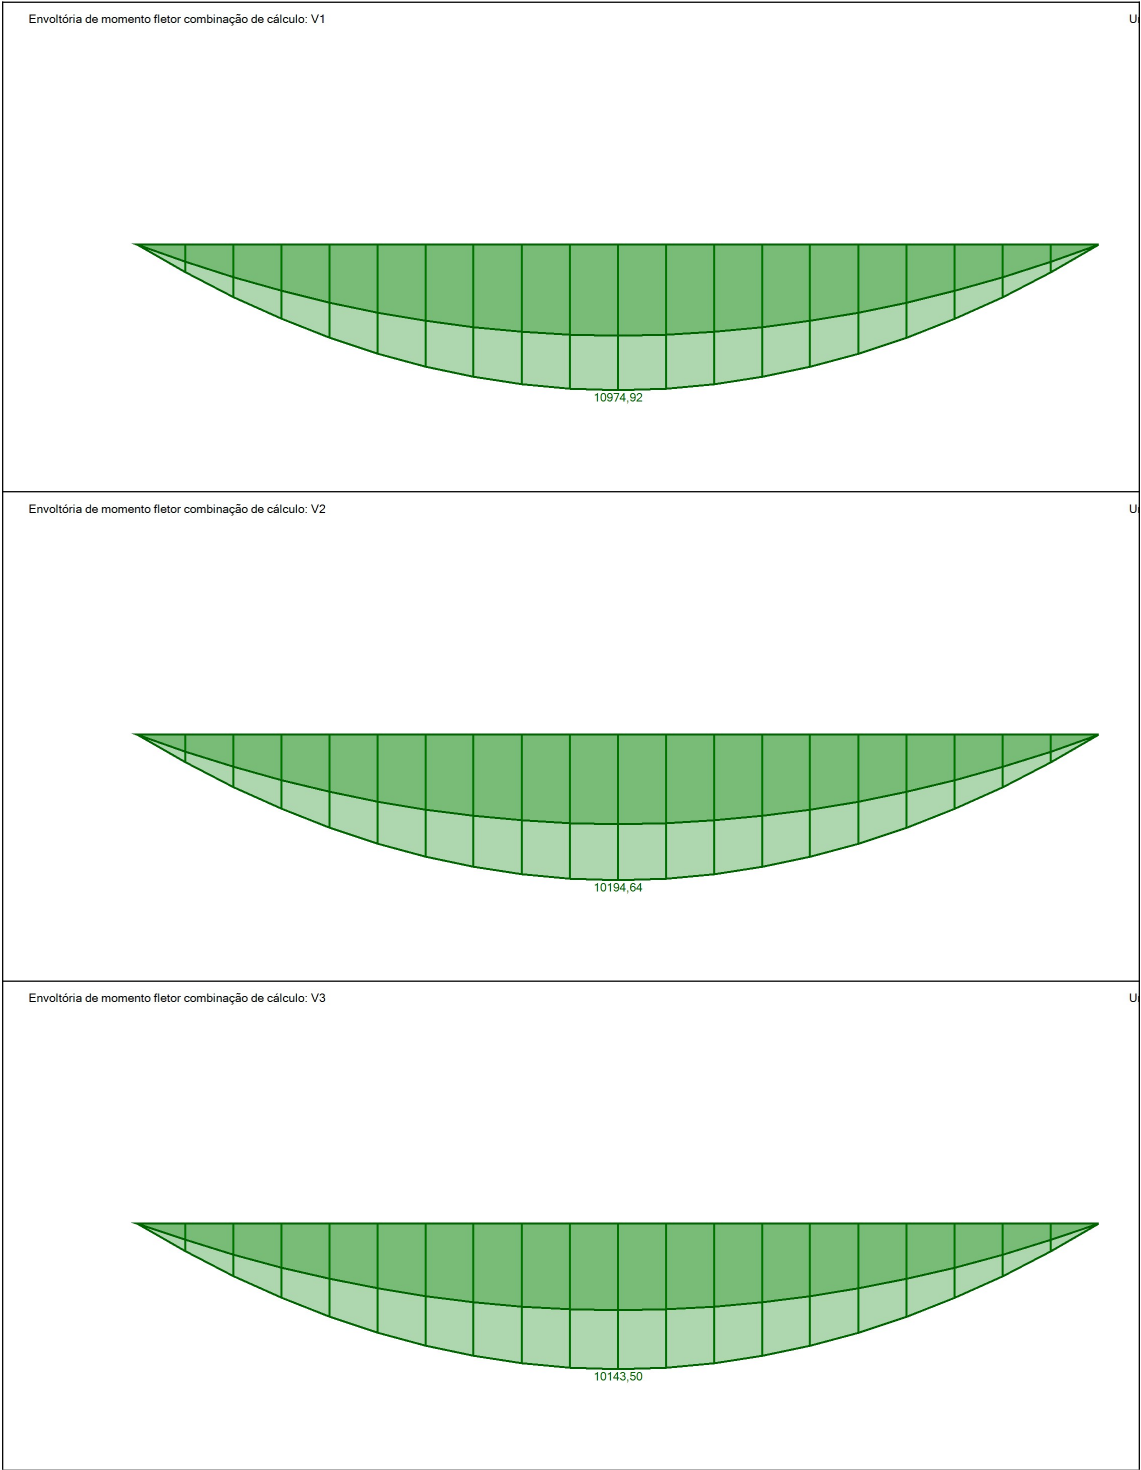 Envoltória de momento fletor combinação de cálculo: V1
10974,92
Envoltória de momento fletor combinação de cálculo: V2
10194,64
Envoltória de momento fletor combinação de cálculo: V3
10143,50